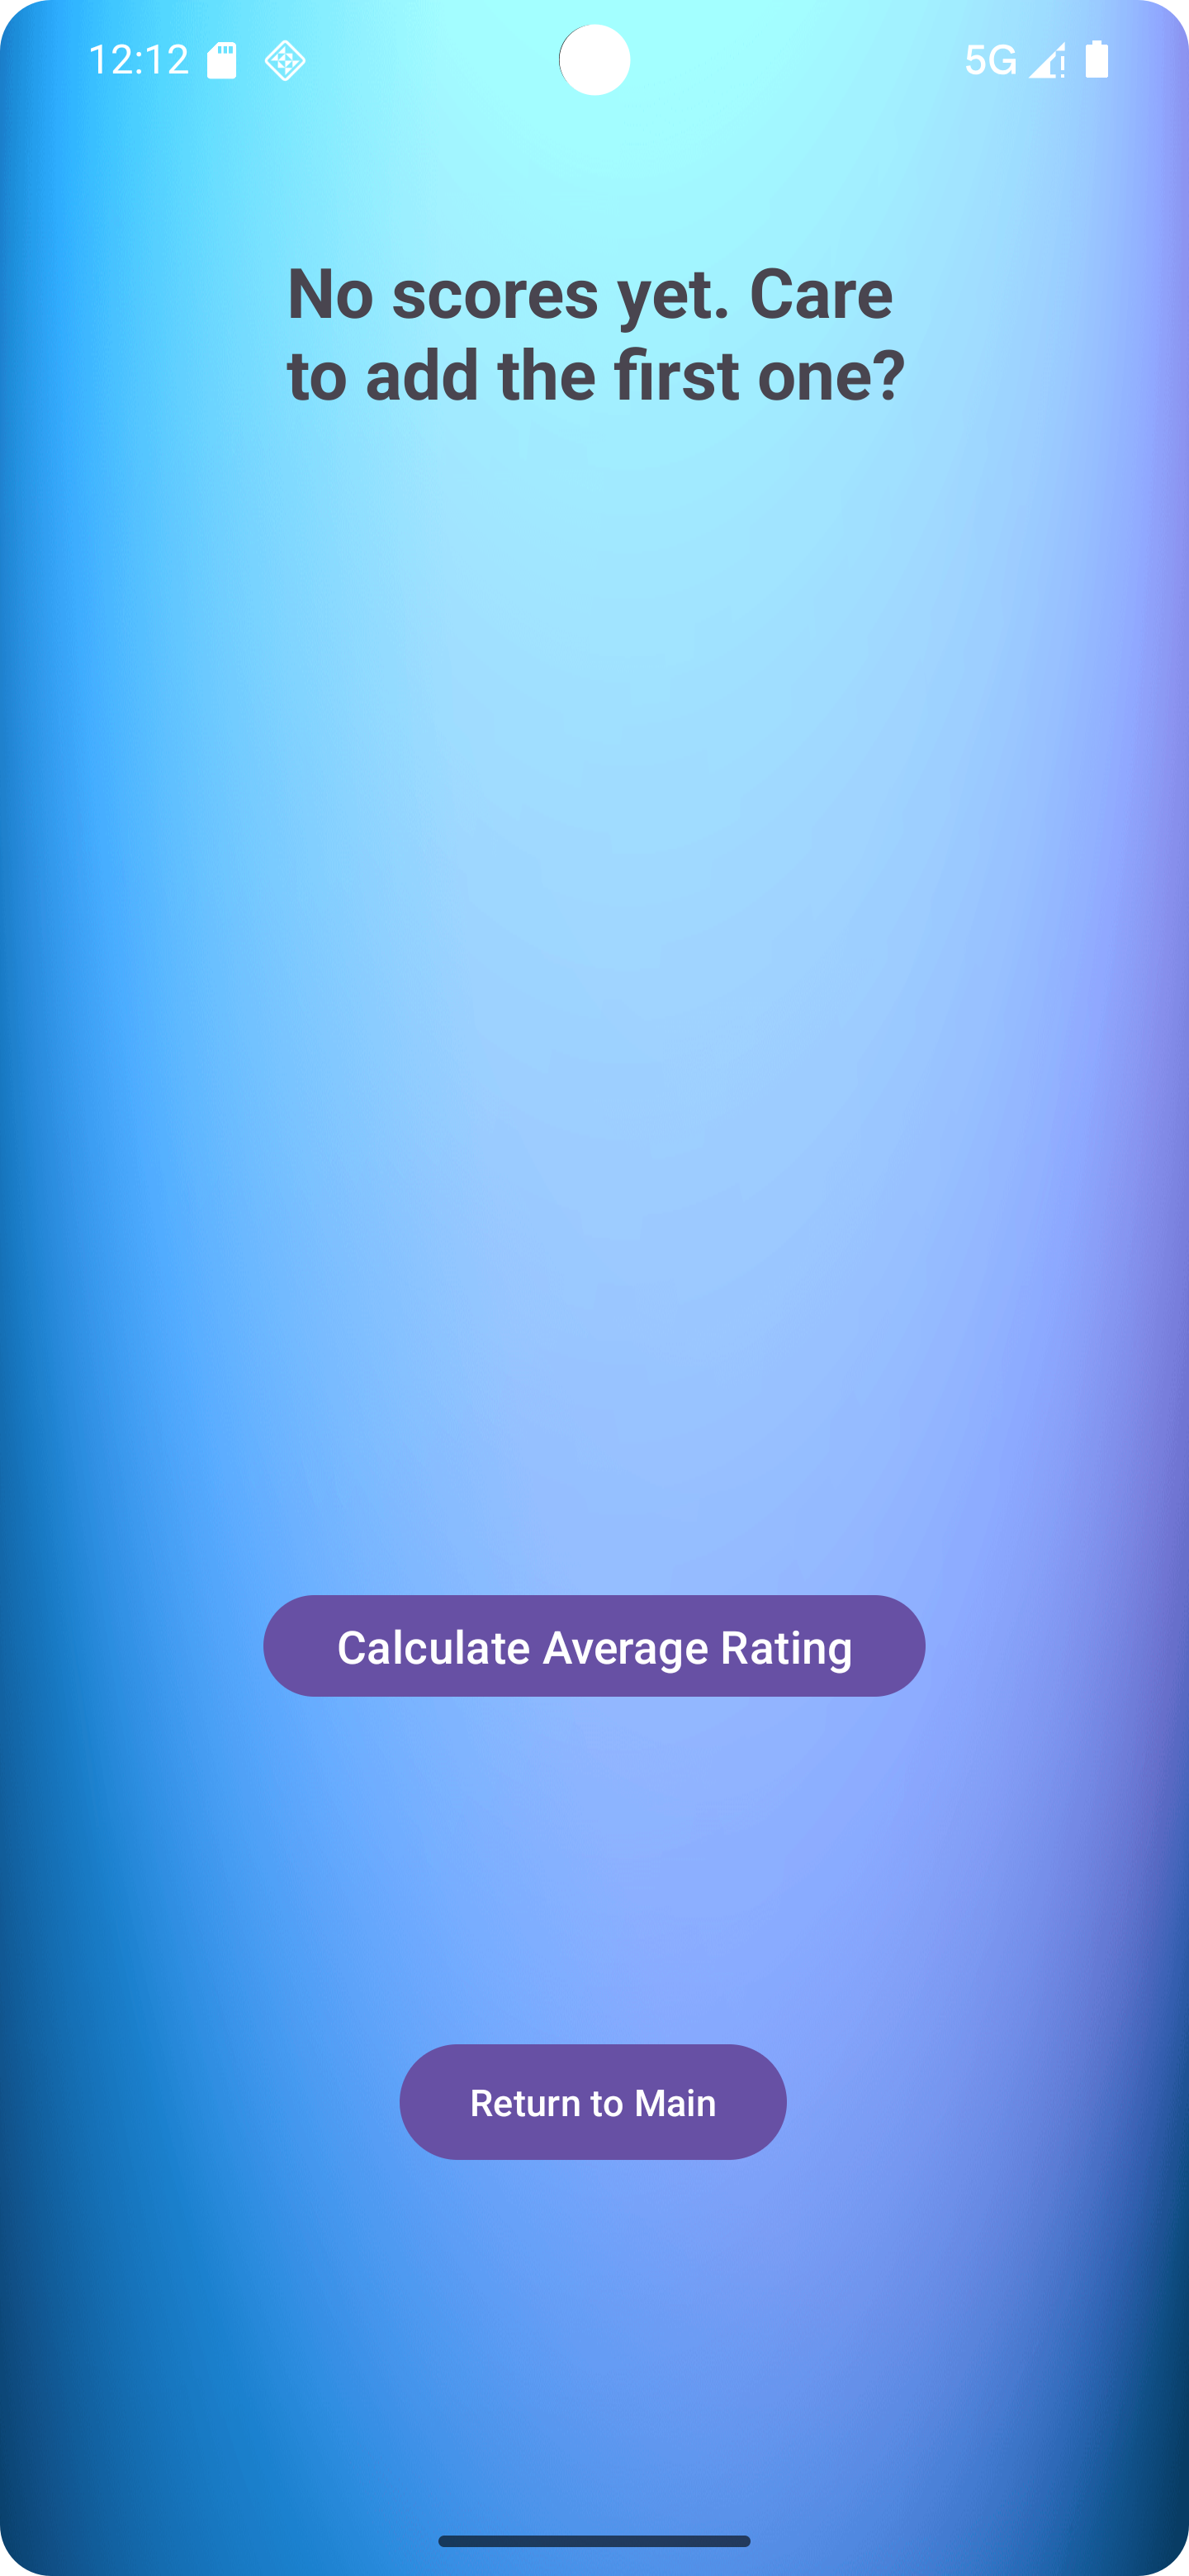 12:12 5G
No scores yet. Care
to add the first one?
Calculate Average Rating
Return to Main